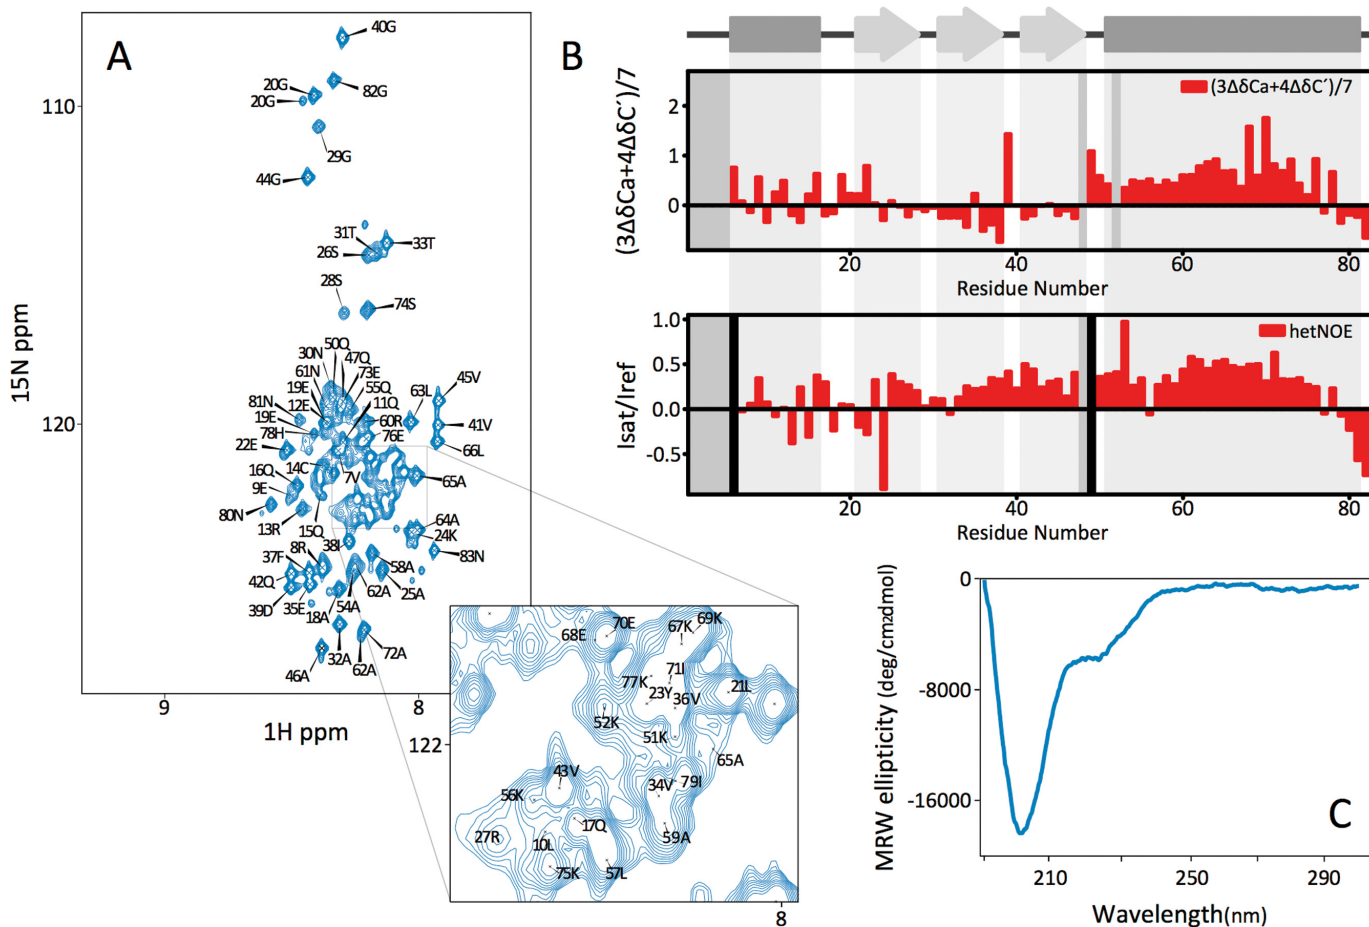 A
40G
82G
20G
20G
29G
44G
31T
33T
26S
28S
74S
50Q
30N
47Q
61N
73E
19E
55Q
12E
11Q
63L
45V
81N
19E
60R
41V
78H
76E
66L
22E
14C
7V
16Q
65A
9E
80N
64A
13R
15Q
24K
38I
8R
83N
37F
58A
42Q
62A
25A
39D
35E
18A
54A
32A
62A
72A
46A
110
120
15N ppm
9
8
1H ppm
68E
70E
67K
69K
71I
77K
23Y
36V
21L
52K
51K
65A
43V
34V
79I
56K
17Q
27R
10L
59A
75K
57L
122
8
B
(3ΔδCa+4ΔδC´)/7
(3ΔδCa+4ΔδC´)/7
2
1
0
20
40
60
80
Residue Number
hetNOE
Isat/Iref
1.0
0.5
0.0
-0.5
20
40
60
80
Residue Number
C
MRW ellipticity (deg/cm2dmol)
0
-8000
-16000
210
250
290
Wavelength(nm)